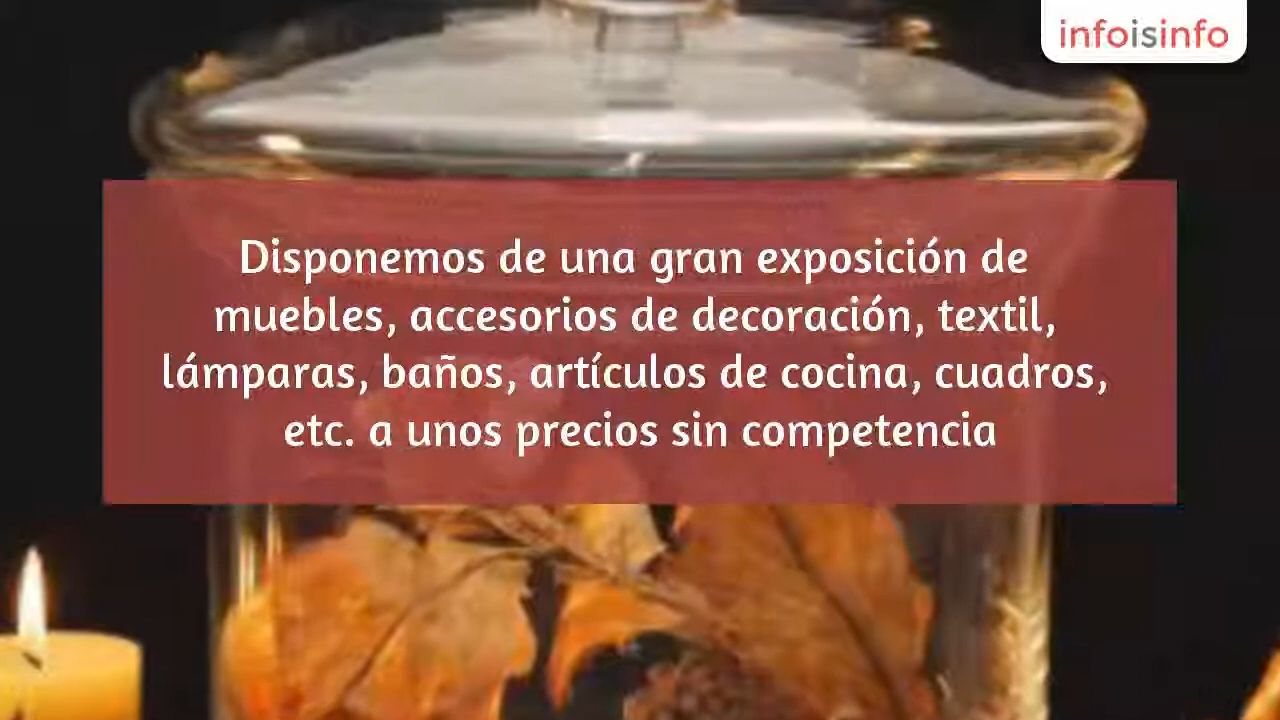 infoisinfo
Disponemos de una gran exposición de
muebles, accesorios de decoración, textil,
lámparas, baños, artículos de cocina, cuadros,
etc. a unos precios sin competencia